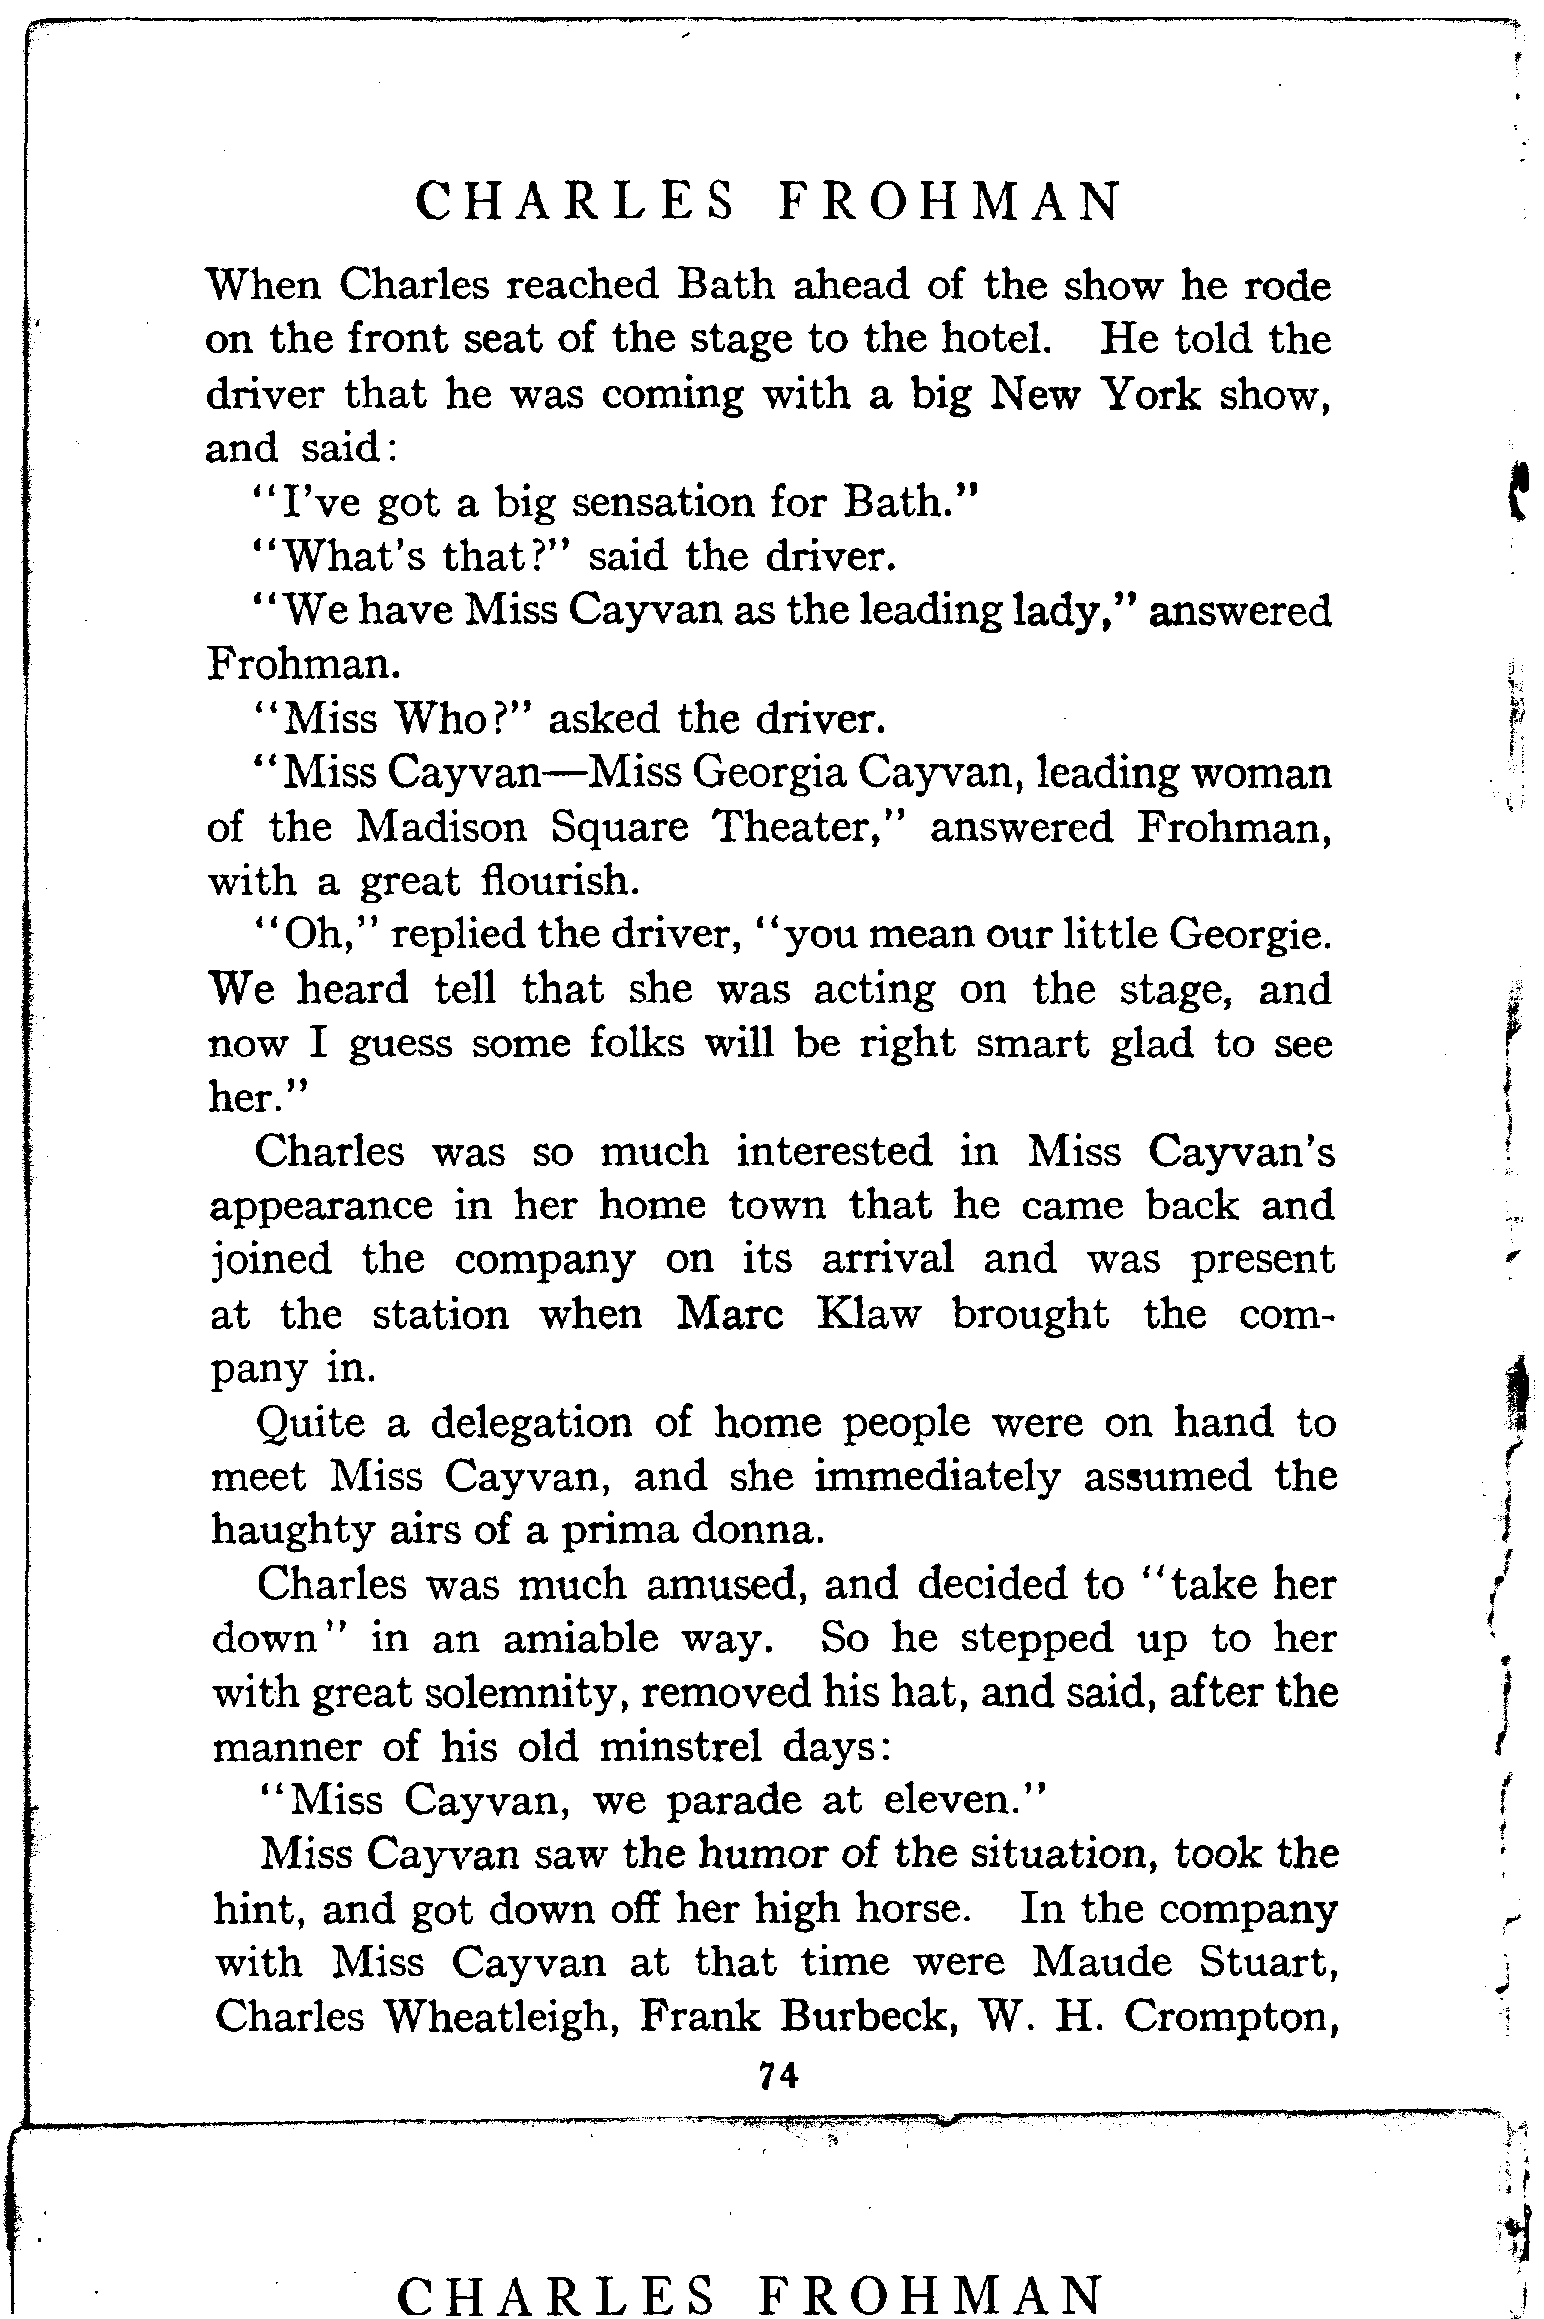 CHARLES FROHMAN
When Charles reached Bath ahead of the show he rode
on the front seat of the stage to the hotel. He told the
driver that he was coming with a big New York show,
and said:
"I've got a big sensation for Bath."
"What's that?" said the driver.
"We have Miss Cayvan as the leading lady," answered
Frohman.
"Miss Who?" asked the driver.
"Miss Cayvan—Miss Georgia Cayvan, leading woman
of the Madison Square Theater," answered Frohman,
with a great flourish.
"Oh," replied the driver, "you mean our little Georgie.
We heard tell that she was acting on the stage, and
now I guess some folks will be right smart glad to see
her."
Charles was so much interested in Miss Cayvan's
appearance in her home town that he came back and
joined the company on its arrival and was present
at the station when Marc Klaw brought the com-
pany in.
Quite a delegation of home people were on hand to
meet Miss Cayvan, and she immediately assumed the
haughty airs of a prima donna.
Charles was much amused, and decided to "take her
down" in an amiable way. So he stepped up to her
with great solemnity, removed his hat, and said, after the
manner of his old minstrel days:
"Miss Cayvan, we parade at eleven."
Miss Cayvan saw the humor of the situation, took the
hint, and got down off her high horse. In the company
with Miss Cayvan at that time were Maude Stuart,
Charles Wheatleigh, Frank Burbeck, W. H. Crompton,
74
CHARLES FROHMAN